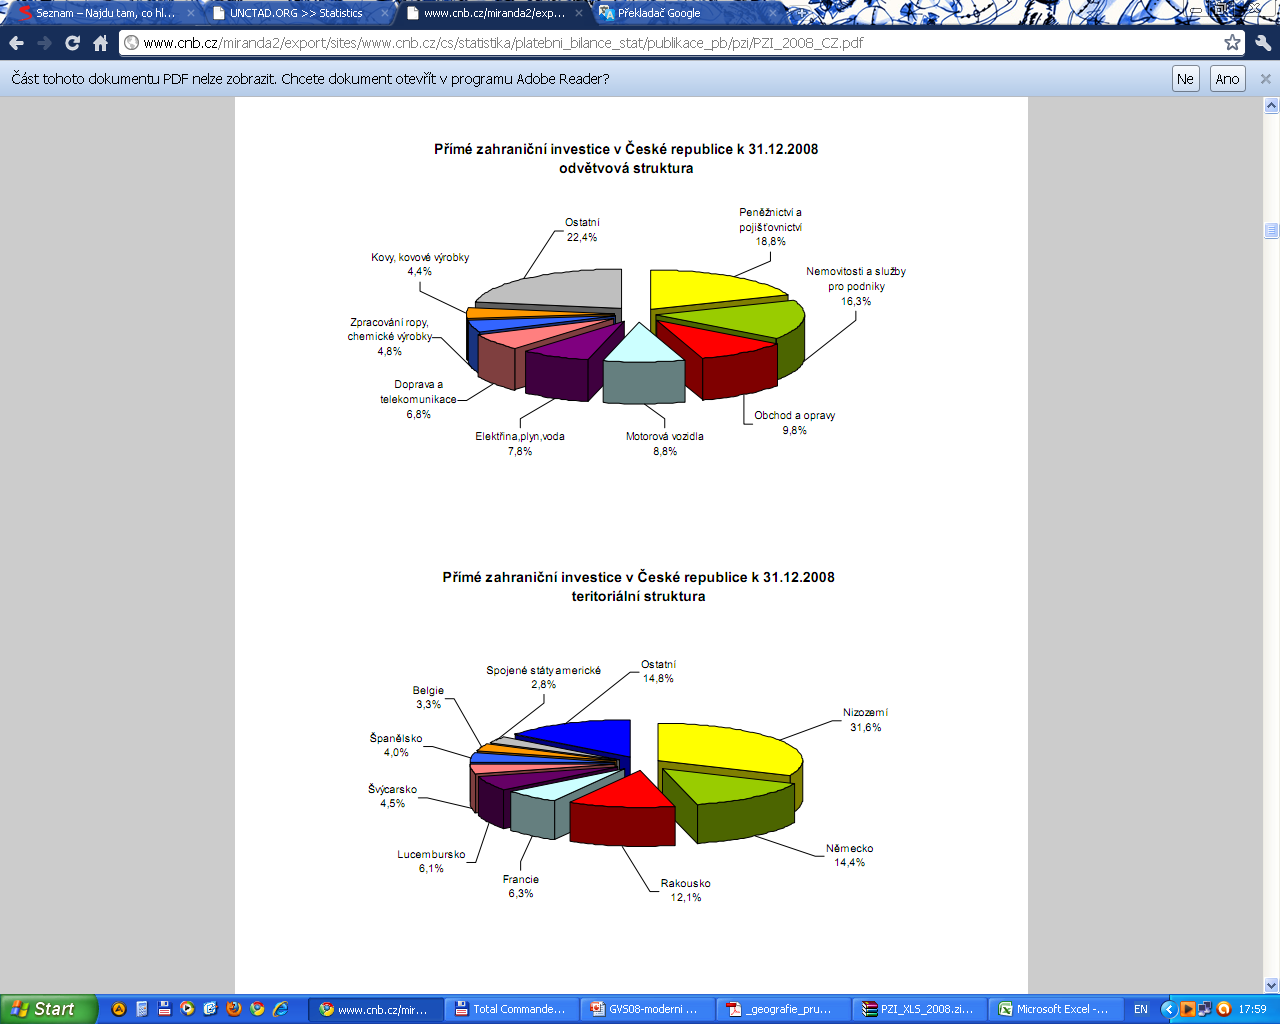 Seznam – Najdu tam, co hl...
UNCTAD.ORG >> Statistics
www.cnb.cz/miranda2/exp...
Překladač Google
www.cnb.cz/miranda2/export/sites/www.cnb.cz/cs/statistika/platebni_bilance_stat/publikace_pb/pzi/PZI_2008_CZ.pdf
Část tohoto dokumentu PDF nelze zobrazit. Chcete dokument otevřít v programu Adobe Reader?
Ne
Ano
Přímé zahraniční investice v České republice k 31.12.2008
odvětvová struktura
Ostatní
22,4%
Peněžnictví a
pojišťovnictví
18,8%
Kovy, kovové výrobky
4,4%
Nemovitosti a služby
pro podniky
16,3%
Zpracování ropy,
chemické výrobky
4,8%
Doprava a
telekomunikace
6,8%
Obchod a opravy
9,8%
Elektřina,plyn,voda
7,8%
Motorová vozidla
8,8%
Přímé zahraniční investice v České republice k 31.12.2008
teritoriální struktura
Spojené státy americké
2,8%
Ostatní
14,8%
Belgie
3,3%
Nizozemí
31,6%
Španělsko
4,0%
Švýcarsko
4,5%
Lucembursko
6,1%
Německo
14,4%
Francie
6,3%
Rakousko
12,1%
Start
www.cnb.cz/mir...
Total Commande...
GVS08-moderni ...
_geografie_pru...
PZI_XLS_2008.zi...
Microsoft Excel -...
EN
17:59